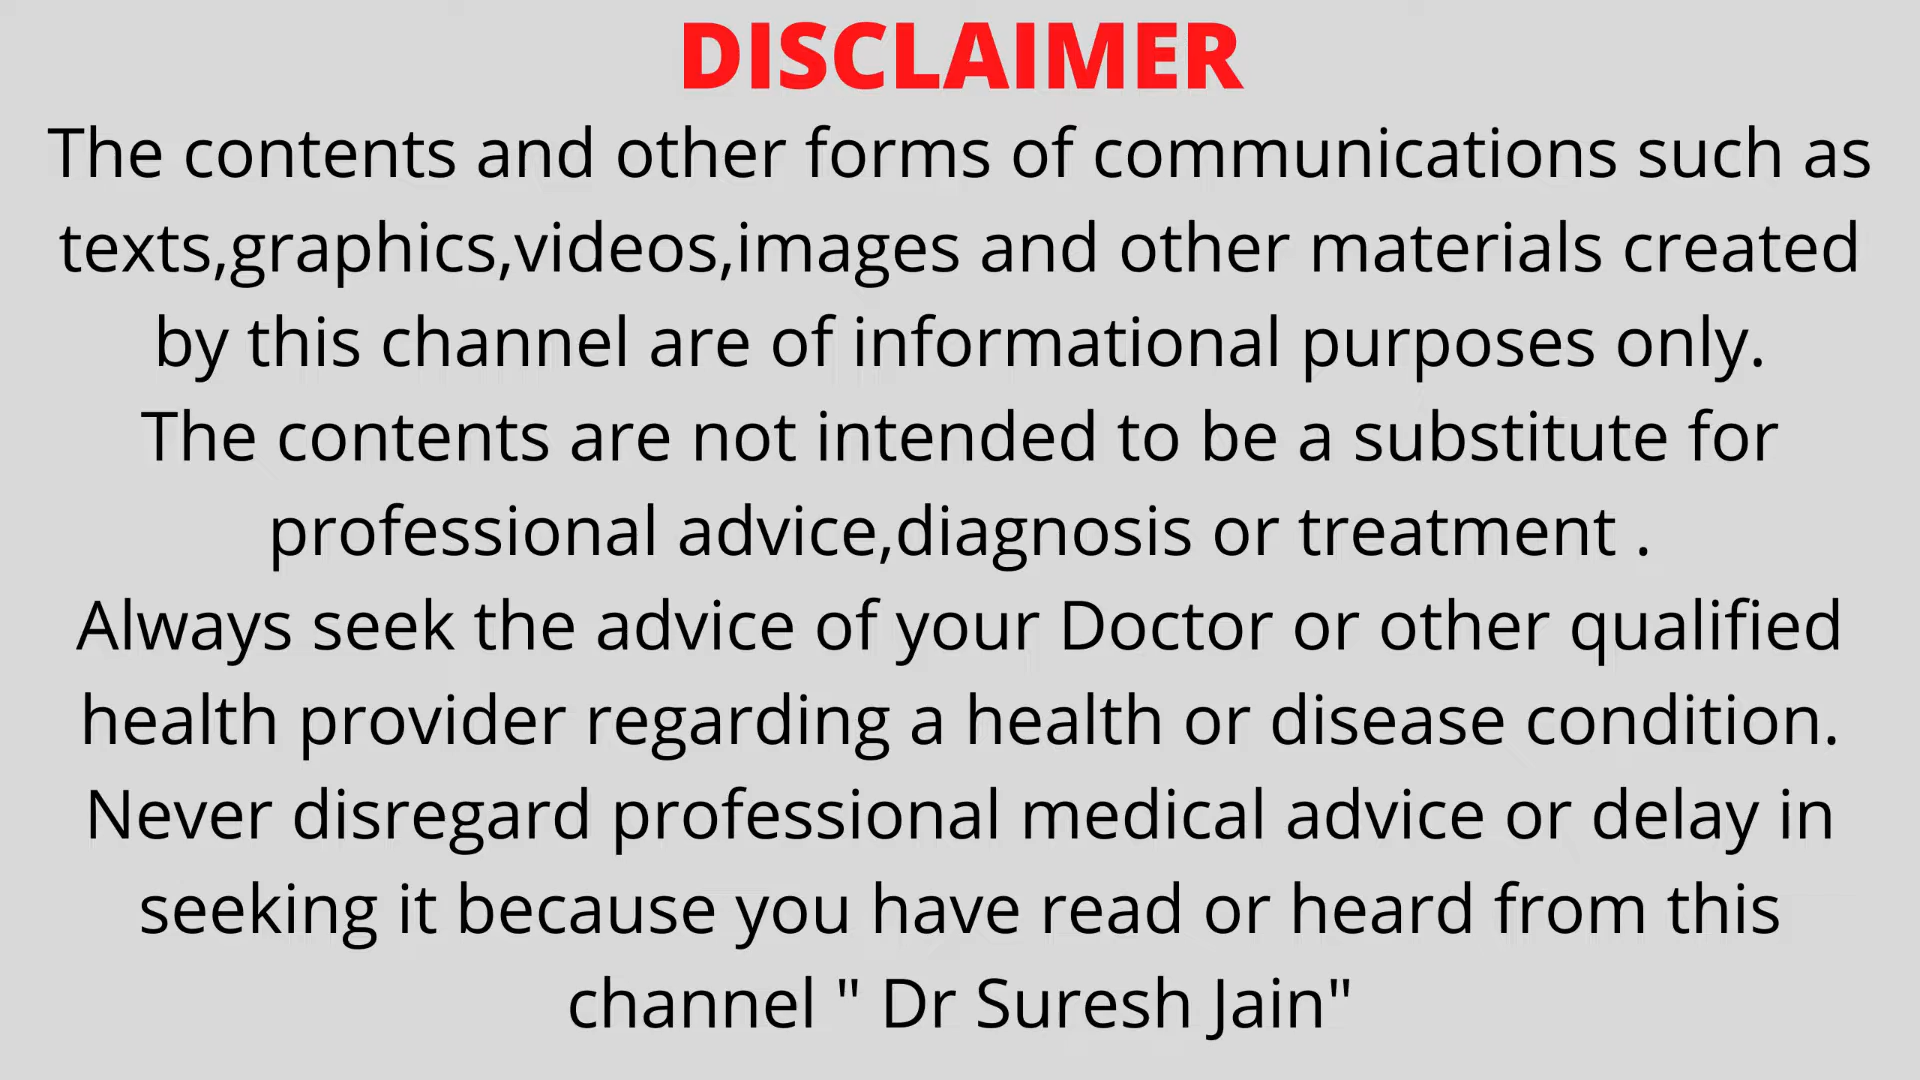 DISCLAIMER
The contents and other forms of communications such as
texts,graphics,videos,images and other materials created
by this channel are of informational purposes only.
The contents are not intended to be a substitute for
professional advice,diagnosis or treatment .
Always seek the advice of your Doctor or other qualified
health provider regarding a health or disease condition.
Never disregard professional medical advice or delay in
seeking it because you have read or heard from this
channel " Dr Suresh Jain"